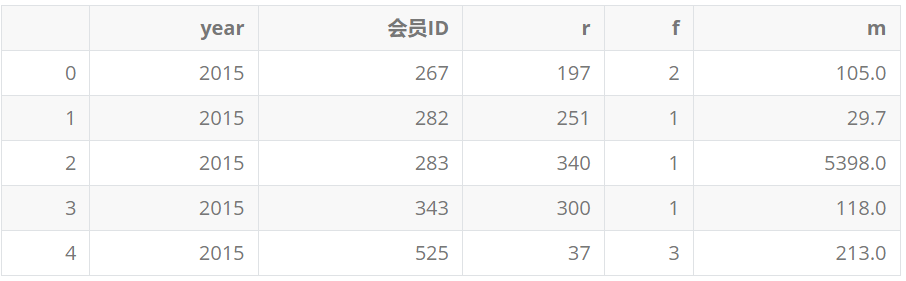 year 会员ID r f m
0 2015 267 197 2 105.0
1 2015 282 251 1 29.7
2 2015 283 340 1 5398.0
3 2015 343 300 1 118.0
4 2015 525 37 3 213.0